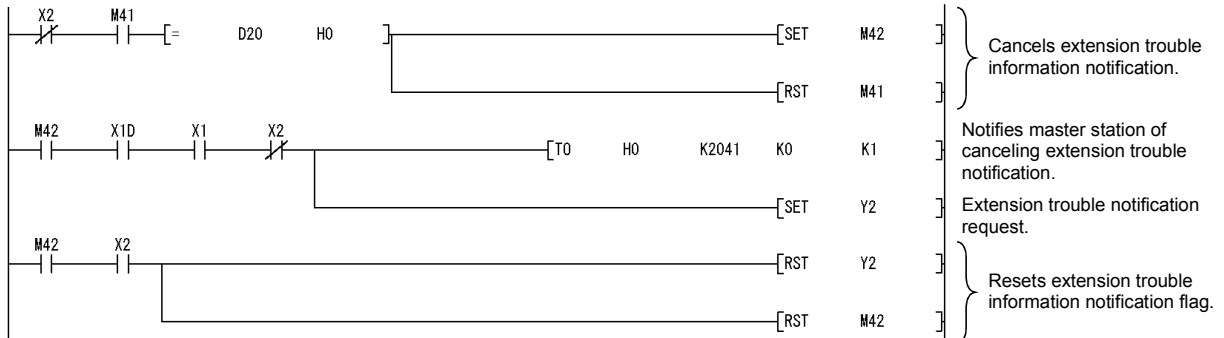 X2 M41
[= D20 H0 ] [SET M42 ]
Cancels extension trouble
information notification.
[RST M41 ]
M42 X1D X1 X2
[TO H0 K2041 K0 K1 ]
Notifies master station of
canceling extension trouble
notification.
[SET Y2 ]
Extension trouble notification
request.
M42 X2
[RST Y2 ]
Resets extension trouble
information notification flag.
[RST M42 ]